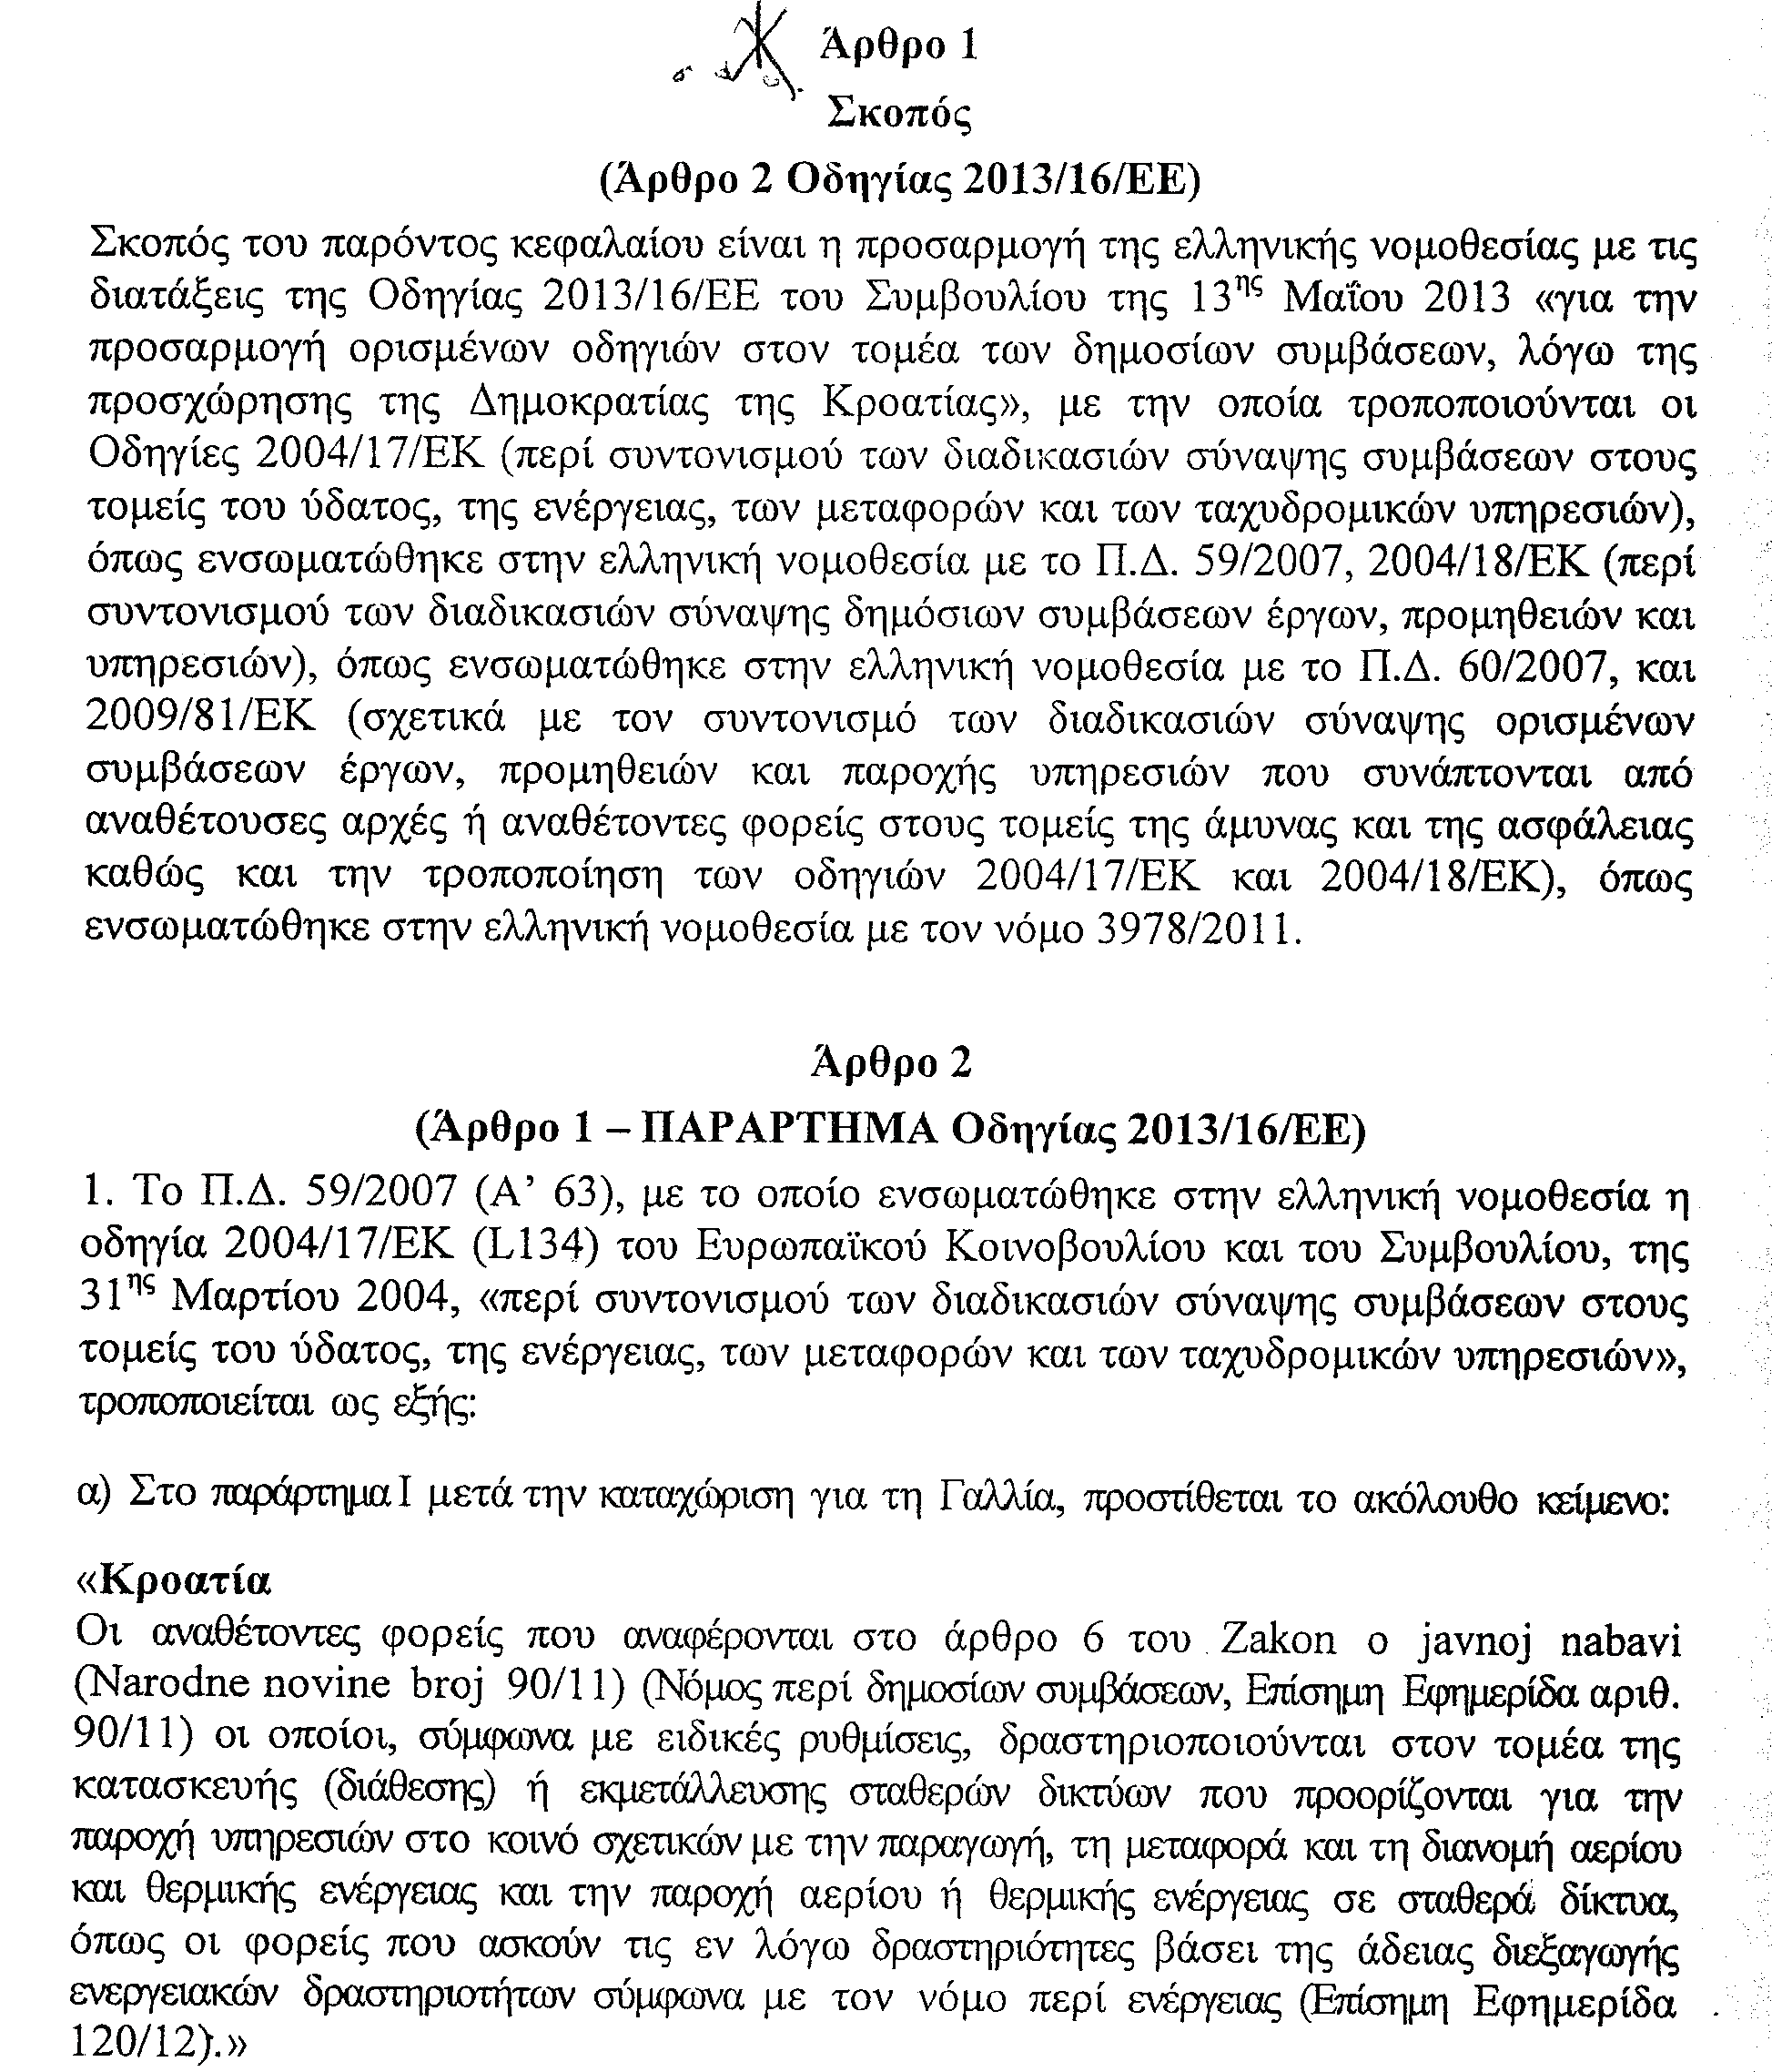 Άρθρο 1
Σκοπός
(Άρθρο 2 Οδηγίας 2013/16/ΕΕ)
Σκοπός του παρόντος κεφαλαίου είναι η προσαρμογή της ελληνικής νομοθεσίας με τις
διατάξεις της Οδηγίας 2013/16/ΕΕ του Συμβουλίου της 13ης Μαΐου 2013 «για την
προσαρμογή ορισμένων οδηγιών στον τομέα των δημοσίων συμβάσεων, λόγω της
προσχώρησης της Δημοκρατίας της Κροατίας», με την οποία τροποποιούνται οι
Οδηγίες 2004/17/ΕΚ (περί συντονισμού των διαδικασιών σύναψης συμβάσεων στους
τομείς του ύδατος, της ενέργειας, των μεταφορών και των ταχυδρομικών υπηρεσιών),
όπως ενσωματώθηκε στην ελληνική νομοθεσία με το Π.Δ. 59/2007, 2004/18/ΕΚ (περί
συντονισμού των διαδικασιών σύναψης δημόσιων συμβάσεων έργων, προμηθειών και
υπηρεσιών), όπως ενσωματώθηκε στην ελληνική νομοθεσία με το Π.Δ. 60/2007, και
2009/81/ΕΚ (σχετικά με τον συντονισμό των διαδικασιών σύναψης ορισμένων
συμβάσεων έργων, προμηθειών και παροχής υπηρεσιών που συνάπτονται από
αναθέτουσες αρχές ή αναθέτοντες φορείς στους τομείς της άμυνας και της ασφάλειας
καθώς και την τροποποίηση των οδηγιών 2004/17/ΕΚ και 2004/18/ΕΚ), όπως
ενσωματώθηκε στην ελληνική νομοθεσία με τον νόμο 3978/2011.
Άρθρο 2
(Άρθρο 1 – ΠΑΡΑΡΤΗΜΑ Οδηγίας 2013/16/ΕΕ)
1. Το Π.Δ. 59/2007 (Α’ 63), με το οποίο ενσωματώθηκε στην ελληνική νομοθεσία η
οδηγία 2004/17/ΕΚ (L134) του Ευρωπαϊκού Κοινοβουλίου και του Συμβουλίου, της
31ης Μαρτίου 2004, «περί συντονισμού των διαδικασιών σύναψης συμβάσεων στους
τομείς του ύδατος, της ενέργειας, των μεταφορών και των ταχυδρομικών υπηρεσιών»,
τροποποιείται ως εξής:
α) Στο παράρτημα Ι μετά την καταχώριση για τη Γαλλία, προστίθεται το ακόλουθο κείμενο:
«Κροατία
Οι αναθέτοντες φορείς που αναφέρονται στο άρθρο 6 του Zakon o javnoj nabavi
(Narodne novine broj 90/11) (Νόμος περί δημοσίων συμβάσεων, Επίσημη Εφημερίδα αριθ.
90/11) οι οποίοι, σύμφωνα με ειδικές ρυθμίσεις, δραστηριοποιούνται στον τομέα της
κατασκευής (διάθεσης) ή εκμετάλλευσης σταθερών δικτύων που προορίζονται για την
παροχή υπηρεσιών στο κοινό σχετικών με την παραγωγή, τη μεταφορά και τη διανομή αερίου
και θερμικής ενέργειας και την παροχή αερίου ή θερμικής ενέργειας σε σταθερά δίκτυα,
όπως οι φορείς που ασκούν τις εν λόγω δραστηριότητες βάσει της άδειας διεξαγωγής
ενεργειακών δραστηριοτήτων σύμφωνα με τον νόμο περί ενέργειας (Επίσημη Εφημερίδα
120/12).»